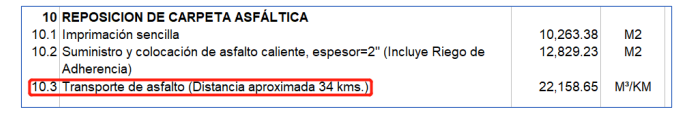 10 REPOSICION DE CARPETA ASFÁLTICA
10.1 Imprimación sencilla 10,263.38 M2
10.2 Suministro y colocación de asfalto caliente, espesor=2" (Incluye Riego de 12,829.23 M2
Adherencia)
10.3 Transporte de asfalto (Distancia aproximada 34 kms.) 22,158.65 M³/KM